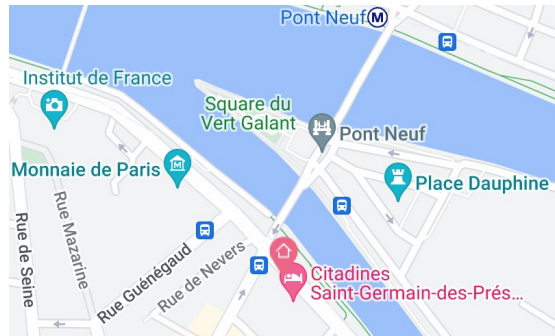 Pont Neuf M
Institut de France
Square du
Vert Galant
Pont Neuf
Monnaie de Paris
Place Dauphine
Rue Mazarine
Rue de Seine
Rue Guénégaud
Rue de Nevers
Citadines
Saint-Germain-des-Prés...